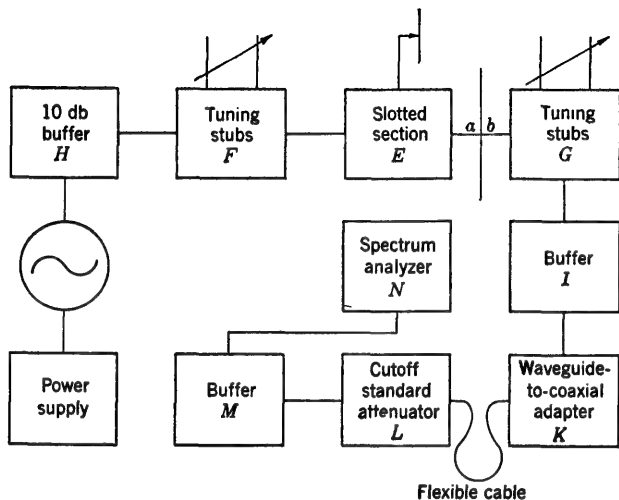 10 db
buffer
H
Tuning
stubs
F
Slotted
section
E
a b
Tuning
stubs
G
Spectrum
analyzer
N
Buffer
I
Power
supply
Buffer
M
Cutoff
standard
attenuator
L
Waveguide-
to-coaxial
adapter
K
Flexible cable